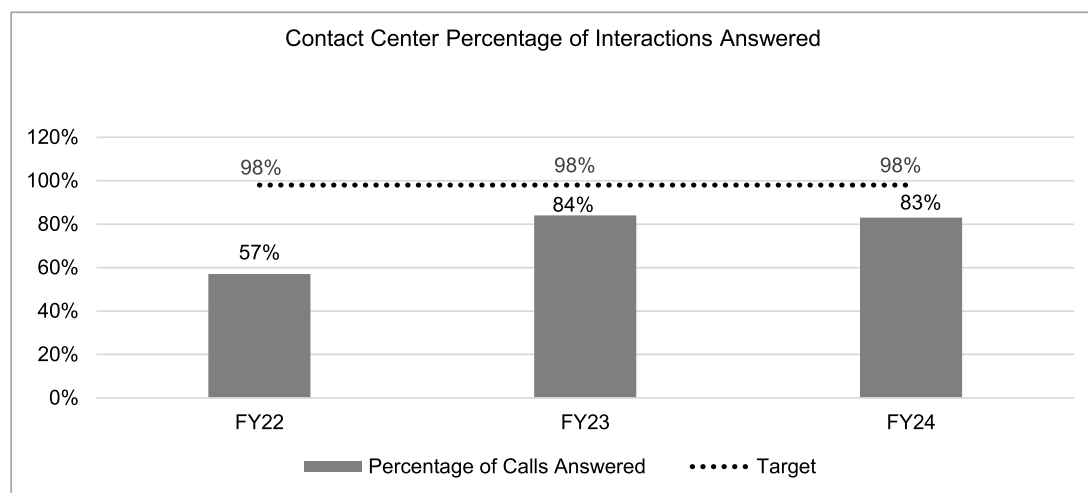 Contact Center Percentage of Interactions Answered
120%
98% 98% 98%
100%
84% 83%
80%
57%
60%
40%
20%
0%
FY22 FY23 FY24
Percentage of Calls Answered Target